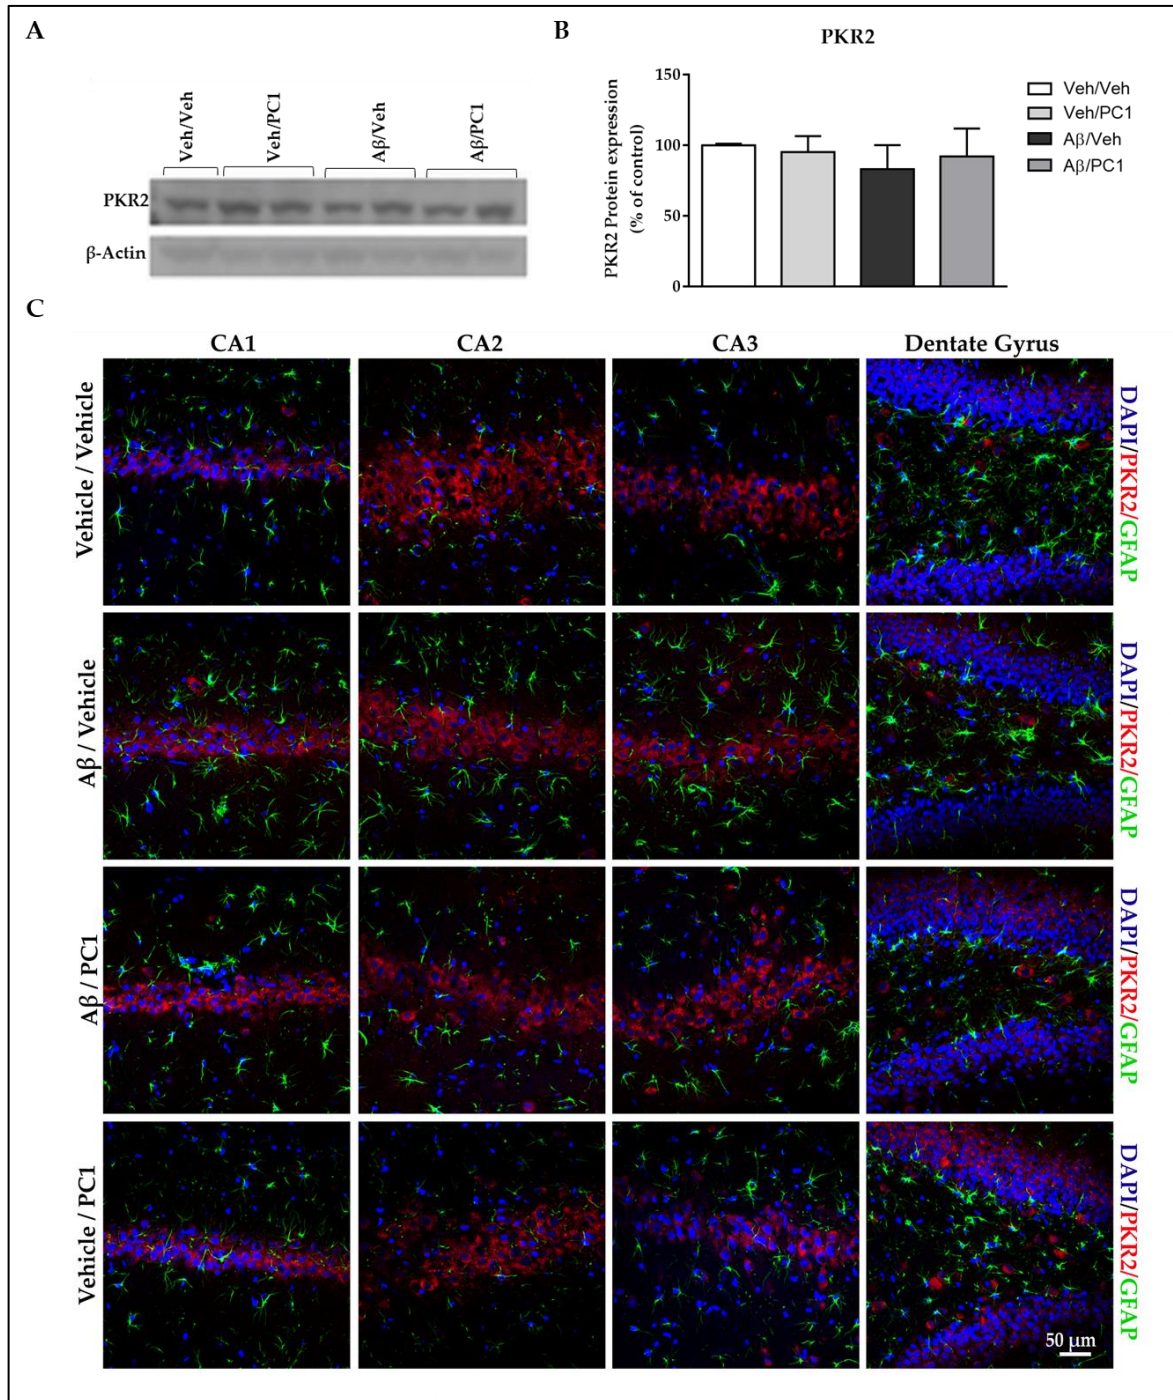 A
Veh/Veh
Veh/PC1
Aβ/Veh
Aβ/PC1
PKR2
β-Actin
B
PKR2
PKR2 Protein expression
(% of control)
150
100
50
0
Veh/Veh
Veh/PC1
Aβ/Veh
Aβ/PC1
C
CA1
CA2
CA3
Dentate Gyrus
Vehicle / Vehicle
DAPI/PKR2/GFAP
Aβ / Vehicle
DAPI/PKR2/GFAP
Aβ / PC1
DAPI/PKR2/GFAP
Vehicle / PC1
DAPI/PKR2/GFAP
50 µm